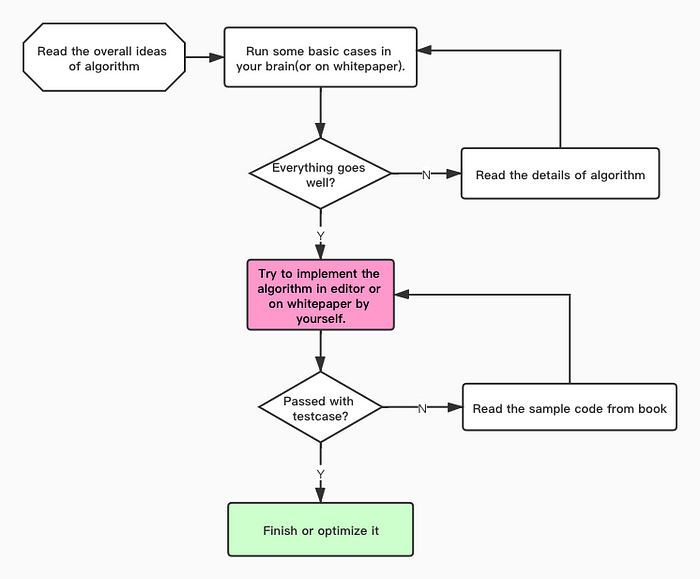 Read the overall ideas
of algorithm
Run some basic cases in
your brain(or on whitepaper).
Everything goes
well?
N
Read the details of algorithm
Y
Try to implement the
algorithm in editor or
on whitepaper by
yourself.
Passed with
testcase?
N
Read the sample code from book
Y
Finish or optimize it